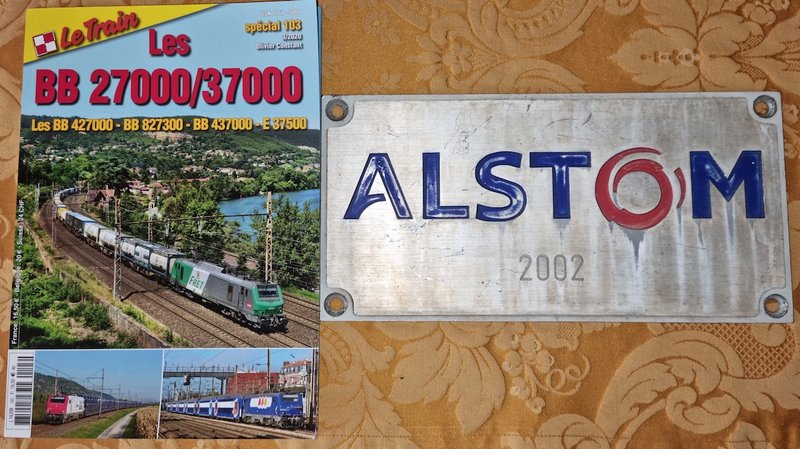 Le Train
spécial 103
3/2020
Olivier Constant
Les
BB 27000/37000
Les BB 427000 - BB 827300 - BB 437000 - E 37500
FRET
ALSTOM
2002